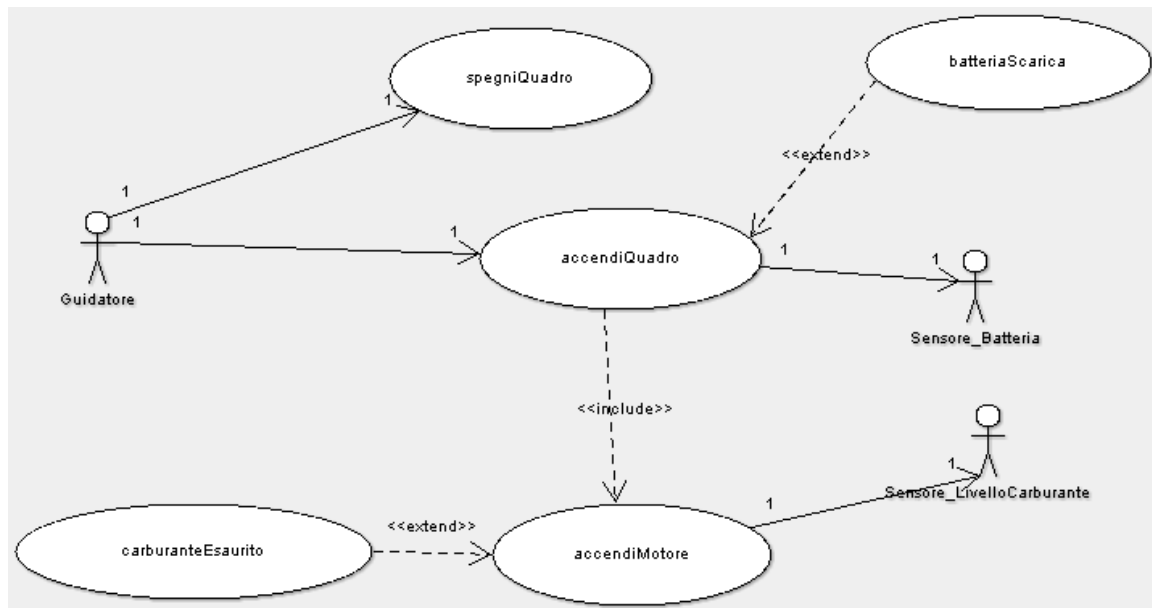 spegniQuadro
batteriaScarica
1
<<extend>>
1
1
1
Guidatore
accendiQuadro
1
1
Sensore_Batteria
<<include>>
1
Sensore_LivelloCarburante
1
<<extend>>
carburanteEsaurito
accendiMotore